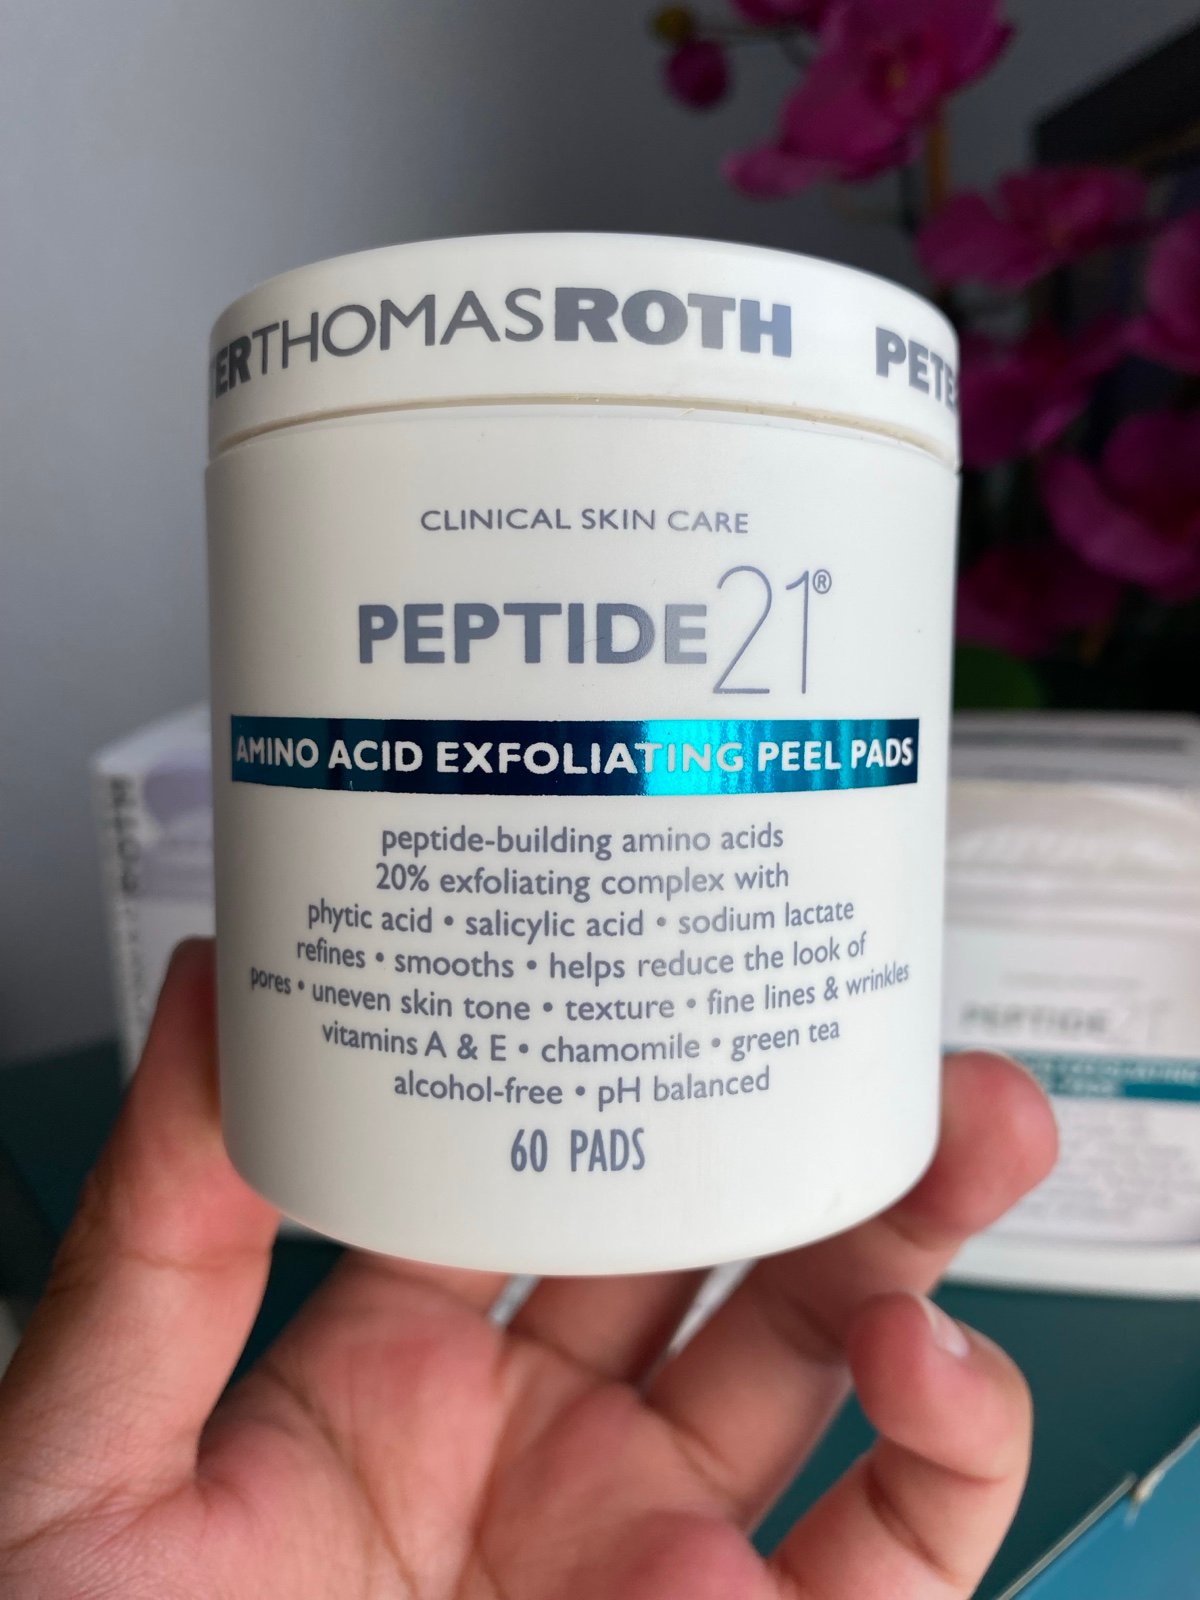 THOMASROTH
CLINICAL SKIN CARE
PEPTIDE 21®
AMINO ACID EXFOLIATING PEEL PADS
peptide-building amino acids
20% exfoliating complex with
phytic acid • salicylic acid • sodium lactate
refines • smooths • helps reduce the look of
pores • uneven skin tone • texture • fine lines & wrinkles
vitamins A & E • chamomile • green tea
alcohol-free • pH balanced
60 PADS
PEPTIDE 21